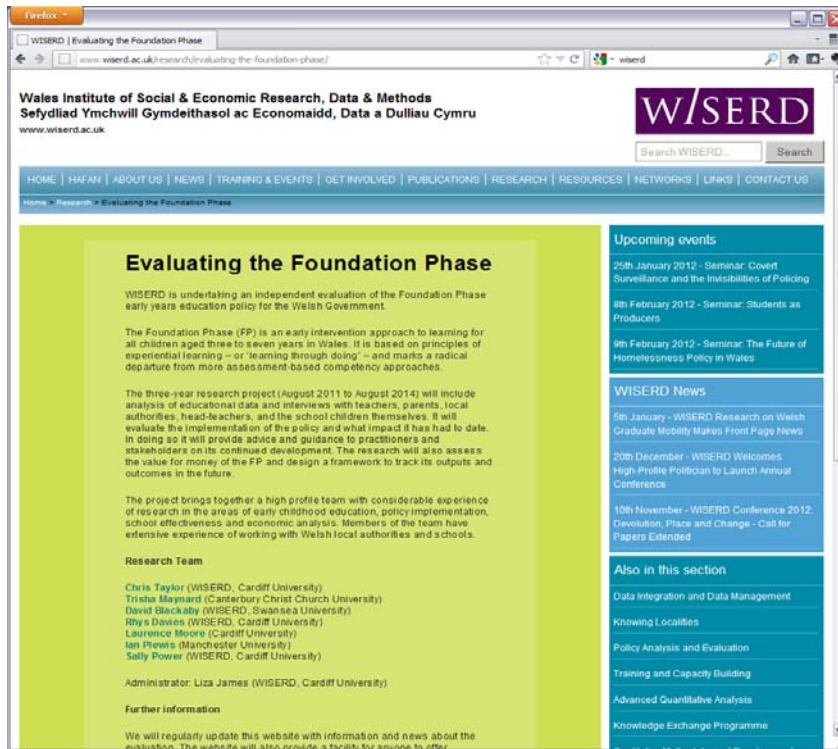 Firefox
WISERD | Evaluating the Foundation Phase
www.wiserd.ac.uk/research/evaluating-the-foundation-phase/
wiserd
Wales Institute of Social & Economic Research, Data & Methods
Sefydliad Ymchwill Gymdeithasol ac Economaidd, Data a Dulliau Cymru
www.wiserd.ac.uk
W/SERD
Search WISERD...
Search
HOME | HAFAN | ABOUT US | NEWS | TRAINING & EVENTS | GET INVOLVED | PUBLICATIONS | RESEARCH | RESOURCES | NETWORKS | LINKS | CONTACT US
Home > Research > Evaluating the Foundation Phase
Evaluating the Foundation Phase
WISERD is undertaking an independent evaluation of the Foundation Phase
early years education policy for the Welsh Government.
The Foundation Phase (FP) is an early intervention approach to learning for
all children aged three to seven years in Wales. It is based on principles of
experiential learning – or 'learning through doing' – and marks a radical
departure from more assessment-based competency approaches.
The three-year research project (August 2011 to August 2014) will include
analysis of educational data and interviews with teachers, parents, local
authorities, head-teachers, and the school children themselves. It will
evaluate the implementation of the policy and what impact it has had to date.
In doing so it will provide advice and guidance to practitioners and
stakeholders on its continued development. The research will also assess
the value for money of the FP and design a framework to track its outputs and
outcomes in the future.
The project brings together a high profile team with considerable experience
of research in the areas of early childhood education, policy implementation,
school effectiveness and economic analysis. Members of the team have
extensive experience of working with Welsh local authorities and schools.
Research Team
Chris Taylor (WISERD, Cardiff University)
Trisha Maynard (Canterbury Christ Church University)
David Blackaby (WISERD, Swansea University)
Rhys Davies (WISERD, Cardiff University)
Laurence Moore (Cardiff University)
Ian Plewis (Manchester University)
Sally Power (WISERD, Cardiff University)
Administrator: Liza James (WISERD, Cardiff University)
Further information
We will regularly update this website with information and news about the
evaluation. The website will also provide a facility for anyone to offer
Upcoming events
25th January 2012 - Seminar: Covert
Surveillance and the Invisibilities of Policing
8th February 2012 - Seminar: Students as
Producers
9th February 2012 - Seminar: The Future of
Homelessness Policy in Wales
WISERD News
5th January - WISERD Research on Welsh
Graduate Mobility Makes Front Page News
20th December - WISERD Welcomes
High-Profile Politician to Launch Annual
Conference
10th November - WISERD Conference 2012:
Devolution, Place and Change - Call for
Papers Extended
Also in this section
Data Integration and Data Management
Knowing Localities
Policy Analysis and Evaluation
Training and Capacity Building
Advanced Quantitative Analysis
Knowledge Exchange Programme